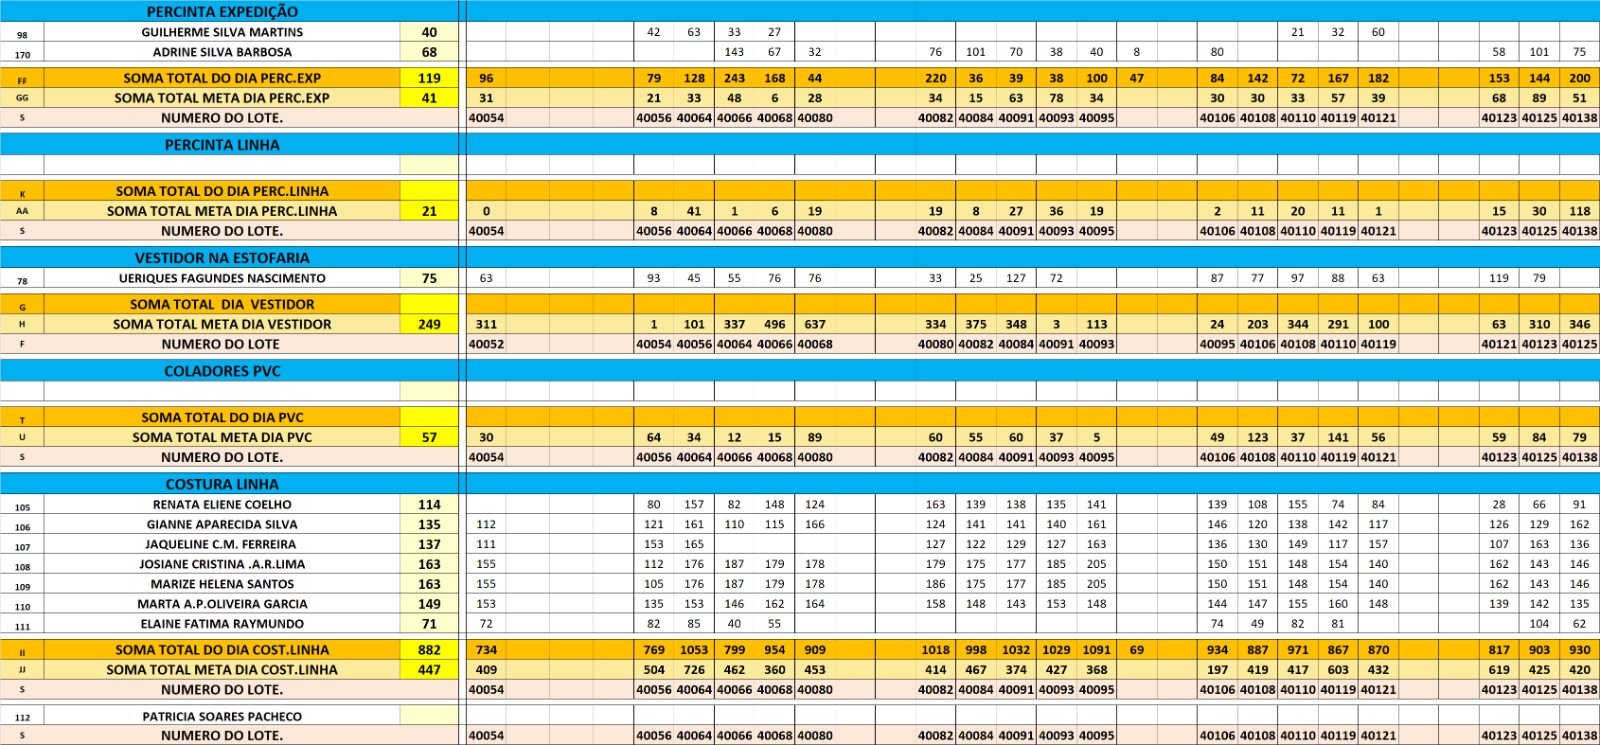 PERCINTA EXPEDIÇÃO
98 GUILHERME SILVA MARTINS 40 42 63 33 27 21 32 60
170 ADRINE SILVA BARBOSA 68 143 67 32 76 101 70 38 40 8 80 58 101 75
FF SOMA TOTAL DO DIA PERC.EXP 119 96 79 128 243 168 44 220 36 39 38 100 47 84 142 72 167 182 153 144 200
GG SOMA TOTAL META DIA PERC.EXP 41 31 21 33 48 6 28 34 15 63 78 34 30 30 33 57 39 68 89 51
S NUMERO DO LOTE. 40054 40056 40064 40066 40068 40080 40082 40084 40091 40093 40095 40106 40108 40110 40119 40121 40123 40125 40138
PERCINTA LINHA
K SOMA TOTAL DO DIA PERC.LINHA
AA SOMA TOTAL META DIA PERC.LINHA 21 0 8 41 1 6 19 19 8 27 36 19 2 11 20 11 1 15 30 118
S NUMERO DO LOTE. 40054 40056 40064 40066 40068 40080 40082 40084 40091 40093 40095 40106 40108 40110 40119 40121 40123 40125 40138
VESTIDOR NA ESTOFARIA
78 UERIQUES FAGUNDES NASCIMENTO 75 63 93 45 55 76 76 33 25 127 72 87 77 97 88 63 119 79
G SOMA TOTAL DIA VESTIDOR
H SOMA TOTAL META DIA VESTIDOR 249 311 1 101 337 496 637 334 375 348 3 113 24 203 344 291 100 63 310 346
F NUMERO DO LOTE 40052 40054 40056 40064 40066 40068 40080 40082 40084 40091 40093 40095 40106 40108 40110 40119 40121 40123 40125
COLADORES PVC
T SOMA TOTAL DO DIA PVC
U SOMA TOTAL META DIA PVC 57 30 64 34 12 15 89 60 55 60 37 5 49 123 37 141 56 59 84 79
S NUMERO DO LOTE. 40054 40056 40064 40066 40068 40080 40082 40084 40091 40093 40095 40106 40108 40110 40119 40121 40123 40125 40138
COSTURA LINHA
105 RENATA ELIENE COELHO 114 80 157 82 148 124 163 139 138 135 141 139 108 155 74 84 28 66 91
106 GIANNE APARECIDA SILVA 135 112 121 161 110 115 166 124 141 141 140 161 146 120 138 142 117 126 129 162
107 JAQUELINE C.M. FERREIRA 137 111 153 165 127 122 129 127 163 136 130 149 117 157 107 163 136
108 JOSIANE CRISTINA .A.R.LIMA 163 155 112 176 187 179 178 179 175 177 185 205 150 151 148 154 140 162 143 146
109 MARIZE HELENA SANTOS 163 155 105 176 187 179 178 186 175 177 185 205 150 151 148 154 140 162 143 146
110 MARTA A.P.OLIVEIRA GARCIA 149 153 135 153 146 162 164 158 148 143 153 148 144 147 155 160 148 139 142 135
111 ELAINE FATIMA RAYMUNDO 71 72 82 85 40 55 74 49 82 81 104 62
II SOMA TOTAL DO DIA COST.LINHA 882 734 769 1053 799 954 909 1018 998 1032 1029 1091 69 934 887 971 867 870 817 903 930
JJ SOMA TOTAL META DIA COST.LINHA 447 409 504 726 462 360 453 414 467 374 427 368 197 419 417 603 432 619 425 420
S NUMERO DO LOTE. 40054 40056 40064 40066 40068 40080 40082 40084 40091 40093 40095 40106 40108 40110 40119 40121 40123 40125 40138
112 PATRICIA SOARES PACHECO
S NUMERO DO LOTE. 40054 40056 40064 40066 40068 40080 40082 40084 40091 40093 40095 40106 40108 40110 40119 40121 40123 40125 40138